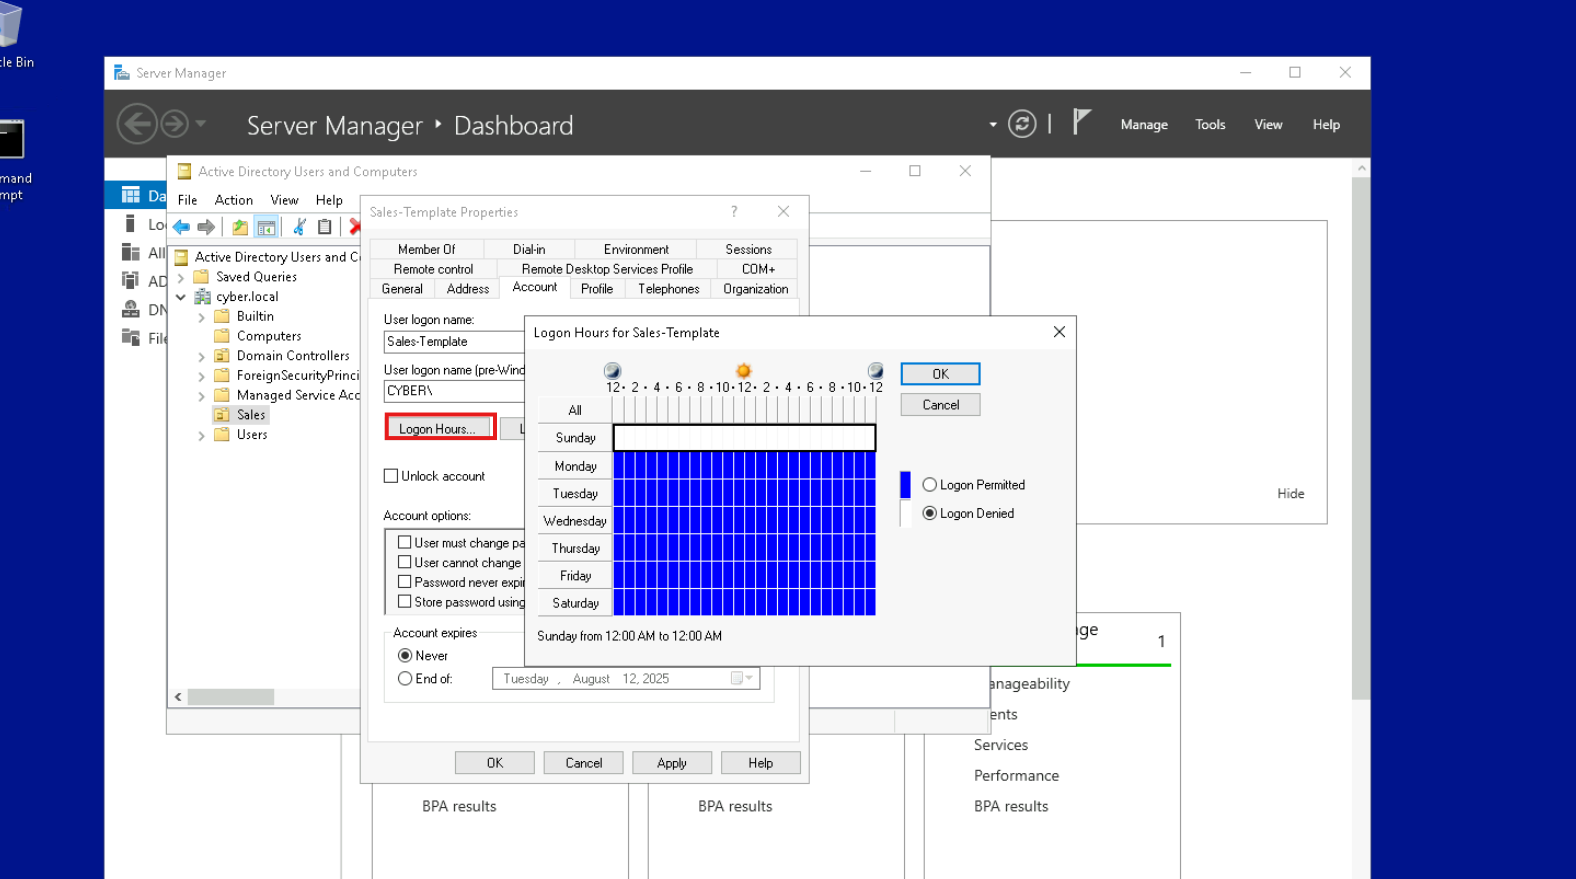 cle Bin
mand
mpt
Server Manager
Server Manager ‣ Dashboard
Manage Tools View Help
Active Directory Users and Computers
File Action View Help
Active Directory Users and C
Saved Queries
cyber.local
Builtin
Computers
Domain Controllers
ForeignSecurityPrinci
Managed Service Acc
Sales
Users
Da
Lo
All
AD
DN
File
Sales-Template Properties
Member Of Dial-in Environment Sessions
Remote control Remote Desktop Services Profile COM+
General Address Account Profile Telephones Organization
User logon name:
Sales-Template
User logon name (pre-Wind
CYBER\
Logon Hours... L
Unlock account
Account options:
User must change pa
User cannot change
Password never expir
Store password using
Account expires
Never
End of: Tuesday , August 12, 2025
OK Cancel Apply Help
Logon Hours for Sales-Template
12 · 2 · 4 · 6 · 8 · 10 · 12 · 2 · 4 · 6 · 8 · 10 · 12
All
Sunday
Monday
Tuesday
Wednesday
Thursday
Friday
Saturday
Sunday from 12:00 AM to 12:00 AM
OK
Cancel
Logon Permitted
Logon Denied
Hide
ge 1
anageability
ents
Services
Performance
BPA results BPA results BPA results